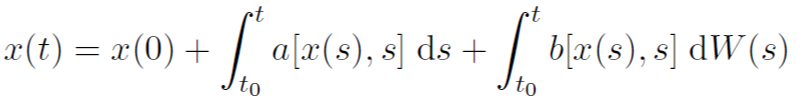 x(t) = x(0) + ∫_{t_0}^{t} a[x(s), s] ds + ∫_{t_0}^{t} b[x(s), s] dW(s)